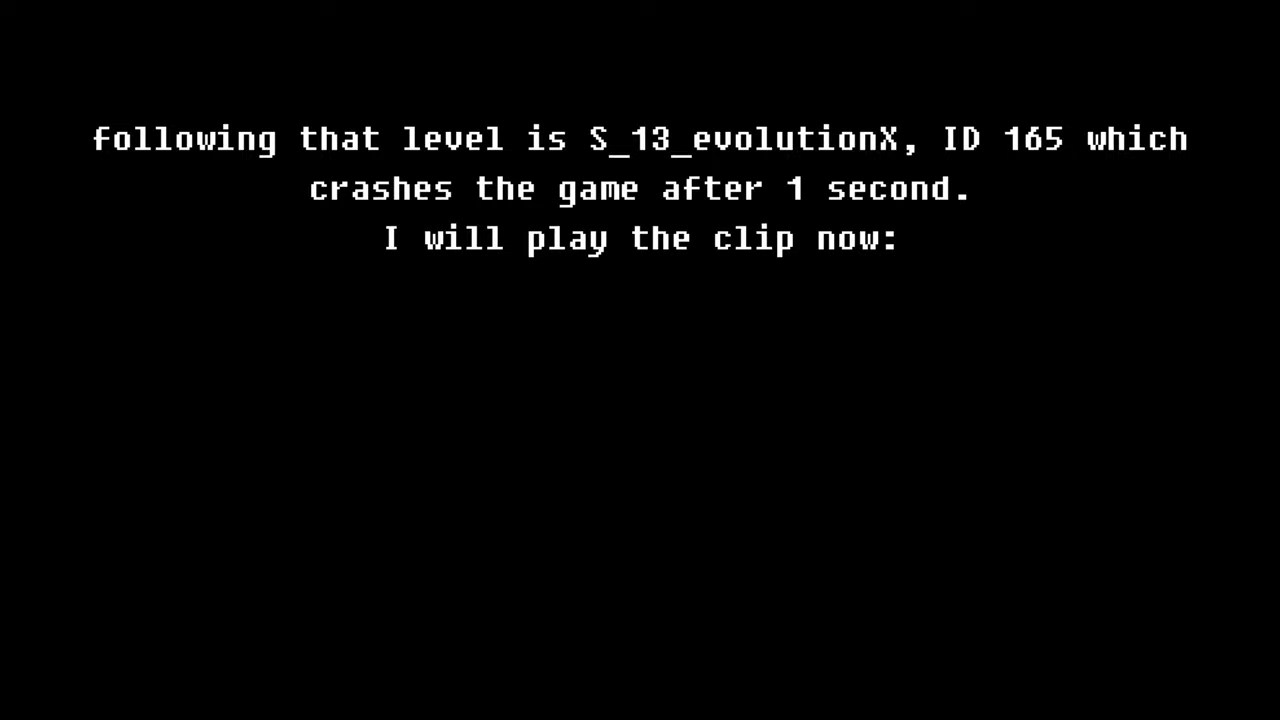 following that level is S_13_evolutionX, ID 165 which
crashes the game after 1 second.
I will play the clip now: